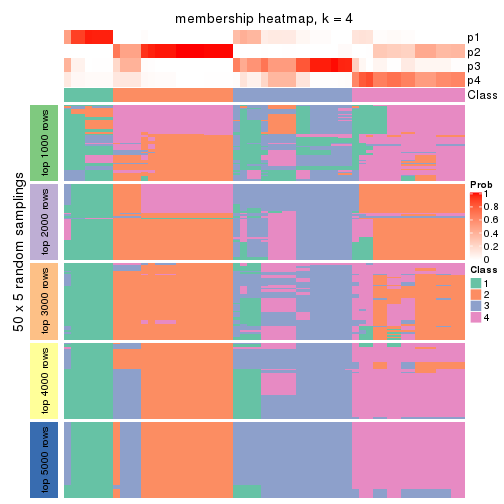 membership heatmap, k = 4
p1
p2
p3
p4
Class
50 x 5 random samplings
top 1000 rows
top 2000 rows
top 3000 rows
top 4000 rows
top 5000 rows
Prob
1
0.8
0.6
0.4
0.2
0
Class
1
2
3
4